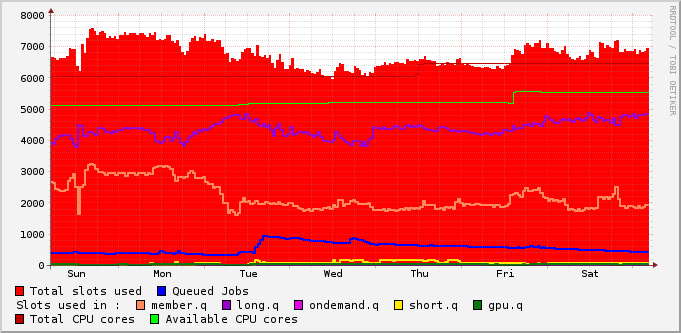 8000
7000
6000
5000
4000
3000
2000
1000
0
Sun Mon Tue Wed Thu Fri Sat
RRDTOOL / TOBI OETIKER
Total slots used Queued Jobs
Slots used in : member.q long.q ondemand.q short.q gpu.q
Total CPU cores Available CPU cores